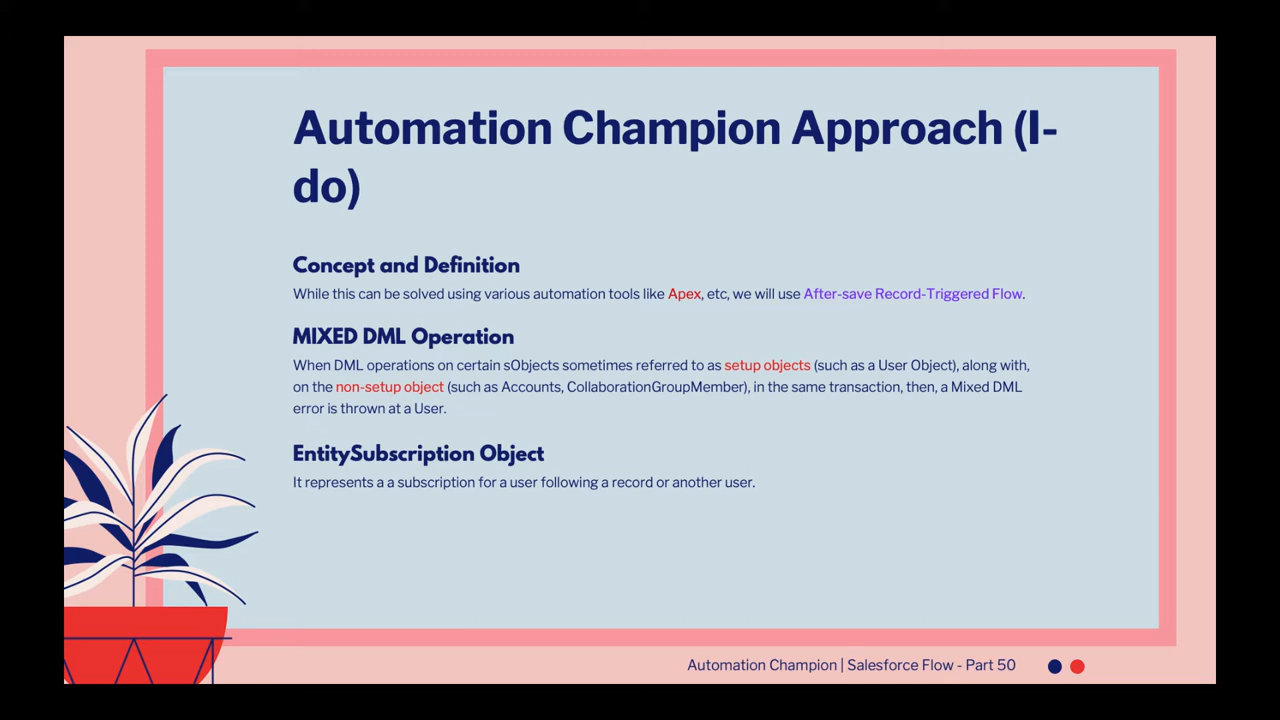 Automation Champion Approach (I-
do)
Concept and Definition
While this can be solved using various automation tools like Apex, etc, we will use After-save Record-Triggered Flow.
MIXED DML Operation
When DML operations on certain sObjects sometimes referred to as setup objects (such as a User Object), along with,
on the non-setup object (such as Accounts, CollaborationGroupMember), in the same transaction, then, a Mixed DML
error is thrown at a User.
EntitySubscription Object
It represents a a subscription for a user following a record or another user.
Automation Champion | Salesforce Flow - Part 50